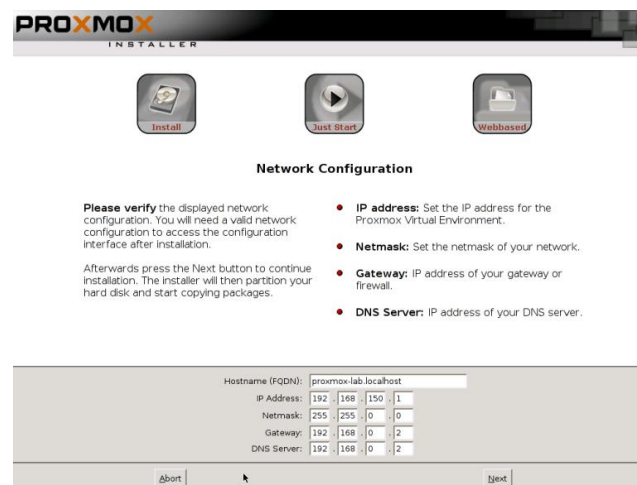 PROXMOX
INSTALLER
Install
Just Start
Webbased
Network Configuration
Please verify the displayed network
configuration. You will need a valid network
configuration to access the configuration
interface after installation.
Afterwards press the Next button to continue
installation. The installer will then partition your
hard disk and start copying packages.
IP address: Set the IP address for the
Proxmox Virtual Environment.
Netmask: Set the netmask of your network.
Gateway: IP address of your gateway or
firewall.
DNS Server: IP address of your DNS server.
Hostname (FQDN): proxmox-lab.localhost
IP Address: 192 . 168 . 150 . 1
Netmask: 255 . 255 . 0 . 0
Gateway: 192 . 168 . 0 . 2
DNS Server: 192 . 168 . 0 . 2
Abort
Next